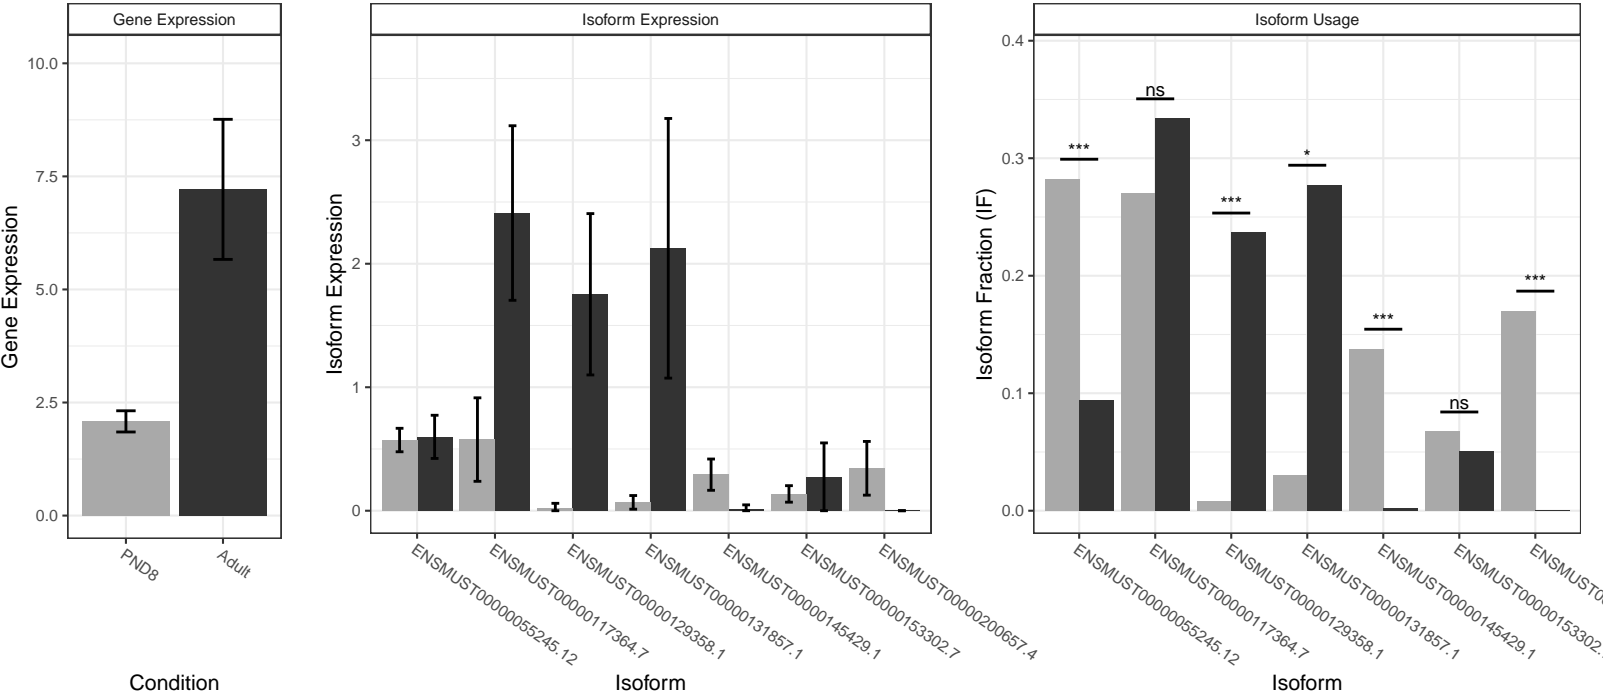 Gene Expression
Isoform Expression
Isoform Usage
Gene Expression
10.0
7.5
5.0
2.5
0.0
PND8
Adult
Condition
Isoform Expression
3
2
1
0
ENSMUST00000055245.12
ENSMUST00000117364.7
ENSMUST00000129358.1
ENSMUST00000131857.1
ENSMUST00000145429.1
ENSMUST00000153302.7
ENSMUST00000200657.4
Isoform
Isoform Fraction (IF)
0.4
0.3
0.2
0.1
0.0
***
ns
***
*
***
ns
***
ENSMUST00000055245.12
ENSMUST00000117364.7
ENSMUST00000129358.1
ENSMUST00000131857.1
ENSMUST00000145429.1
ENSMUST00000153302.
Isoform